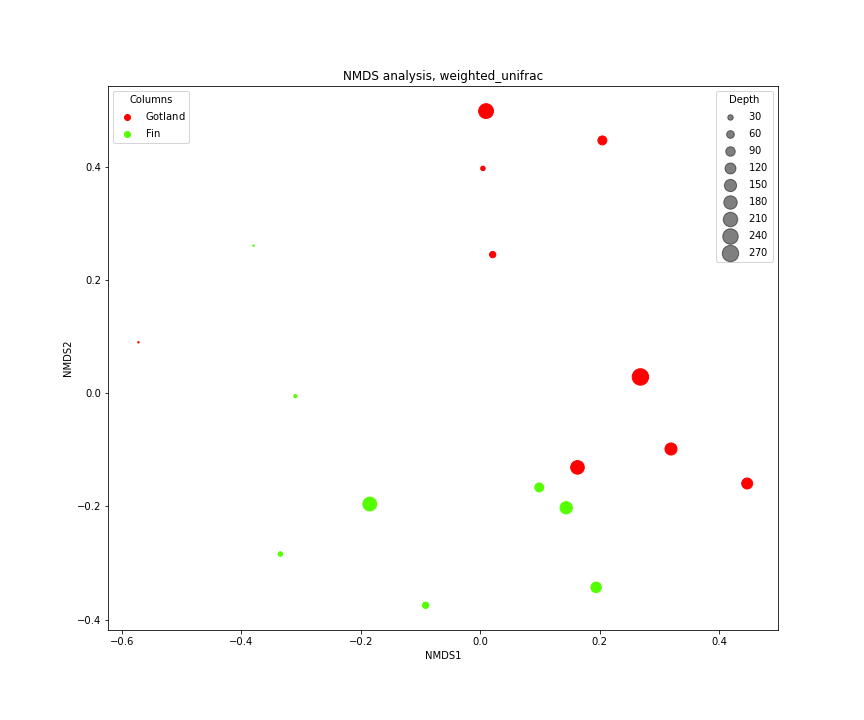 NMDS analysis, weighted_unifrac
Columns
Gotland
Fin
Depth
30
60
90
120
150
180
210
240
270
0.4
0.2
0.0
−0.2
−0.4
NMDS2
−0.6
−0.4
−0.2
0.0
0.2
0.4
NMDS1